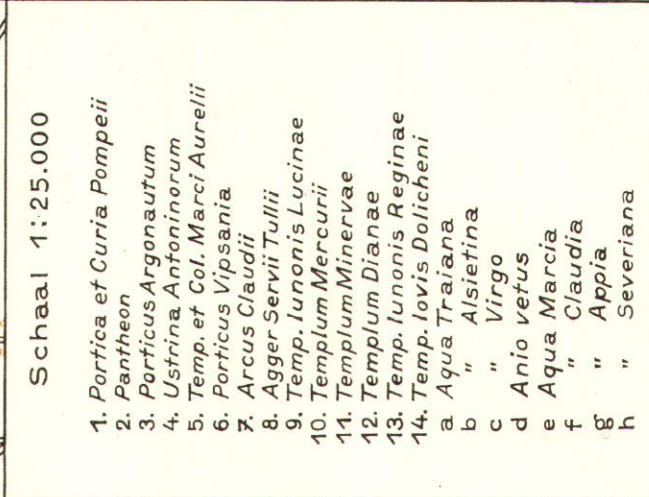 Schaal 1:25.000
1. Portica et Curia Pompeii
2. Pantheon
3. Porticus Argonautum
4. Ustrina Antoninorum
5. Temp. et Col. Marci Aurelii
6. Porticus Vipsania
7. Arcus Claudii
8. Agger Servii Tullii
9. Temp. Iunonis Lucinae
10. Templum Mercurii
11. Templum Minervae
12. Templum Dianae
13. Temp. Iunonis Reginae
14. Temp. Iovis Dolicheni
a Aqua Traiana
b " Alsietina
c " Virgo
d Anio vetus
e Aqua Marcia
f " Claudia
g " Appia
h " Severiana